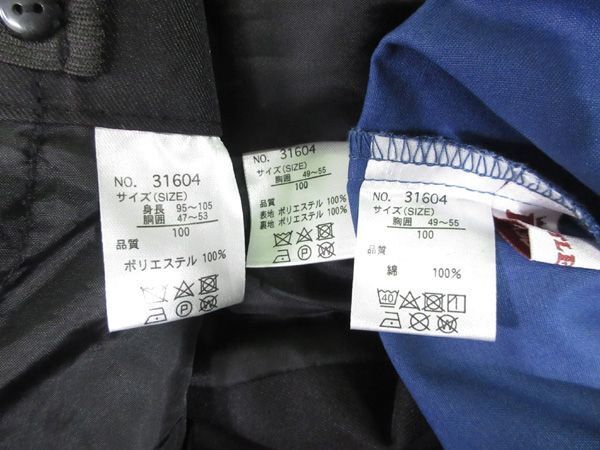 NO. 31604
サイズ(SIZE)
身長 95~105
胴囲 47~53
100
品質
ポリエステル 100%
NO. 31604
サイズ(SIZE)
胸囲 49~55
100
品質
表地 ポリエステル 100%
裏地 ポリエステル 100%
NO. 31604
サイズ(SIZE)
胸囲 49~55
100
品質
綿 100%
40